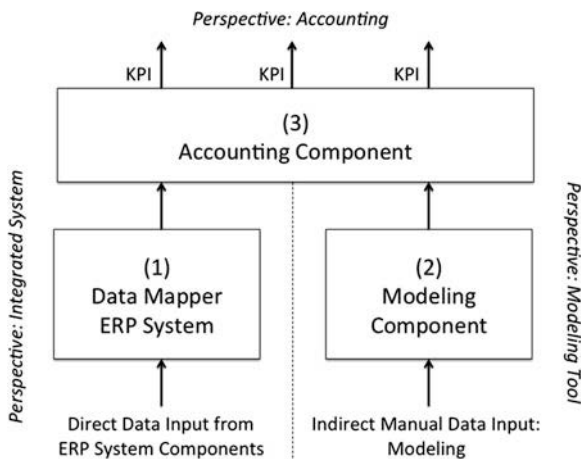 Perspective: Accounting
KPI KPI KPI
(3)
Accounting Component
Perspective: Integrated System
(1)
Data Mapper
ERP System
(2)
Modeling
Component
Perspective: Modeling Tool
Direct Data Input from
ERP System Components
Indirect Manual Data Input:
Modeling